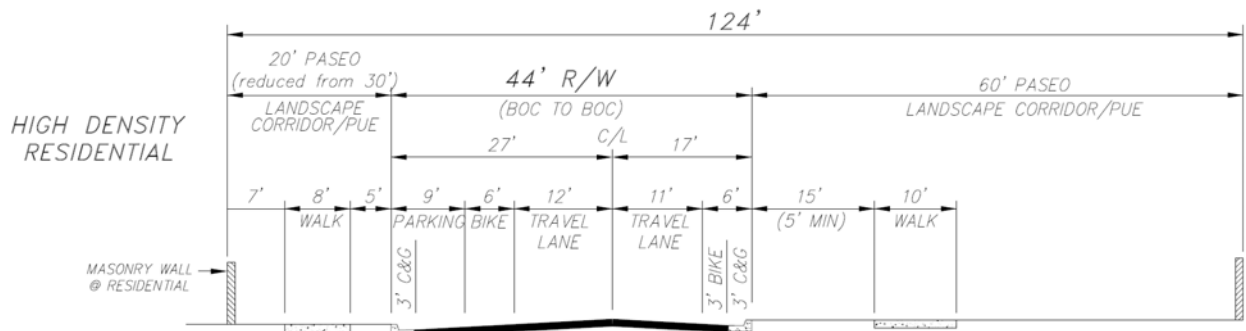 124'
20' PASEO
(reduced from 30')
LANDSCAPE
CORRIDOR/PUE
44' R/W
(BOC TO BOC)
60' PASEO
LANDSCAPE CORRIDOR/PUE
HIGH DENSITY
RESIDENTIAL
C/L
27'
17'
7'
8'
WALK
5'
9'
PARKING
6'
BIKE
12'
TRAVEL
LANE
11'
TRAVEL
LANE
6'
15'
(5' MIN)
10'
WALK
3' C&G
3' BIKE
3' C&G
MASONRY WALL
@ RESIDENTIAL